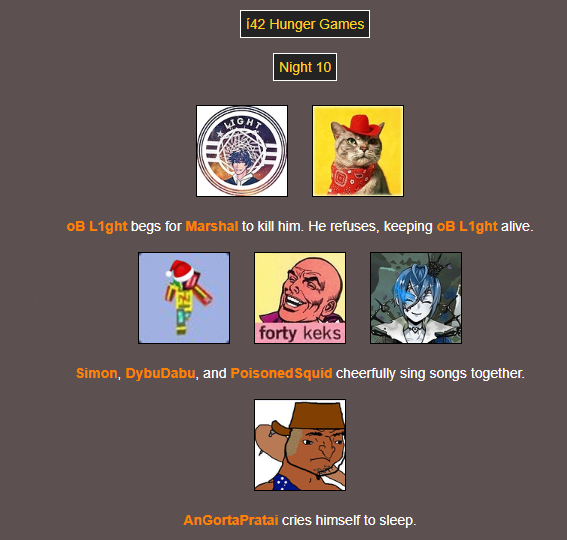 í42 Hunger Games
Night 10
LIGHT
oB L1ght begs for Marshal to kill him. He refuses, keeping oB L1ght alive.
forty keks
Simon, DybuDabu, and PoisonedSquid cheerfully sing songs together.
AnGortaPratai cries himself to sleep.